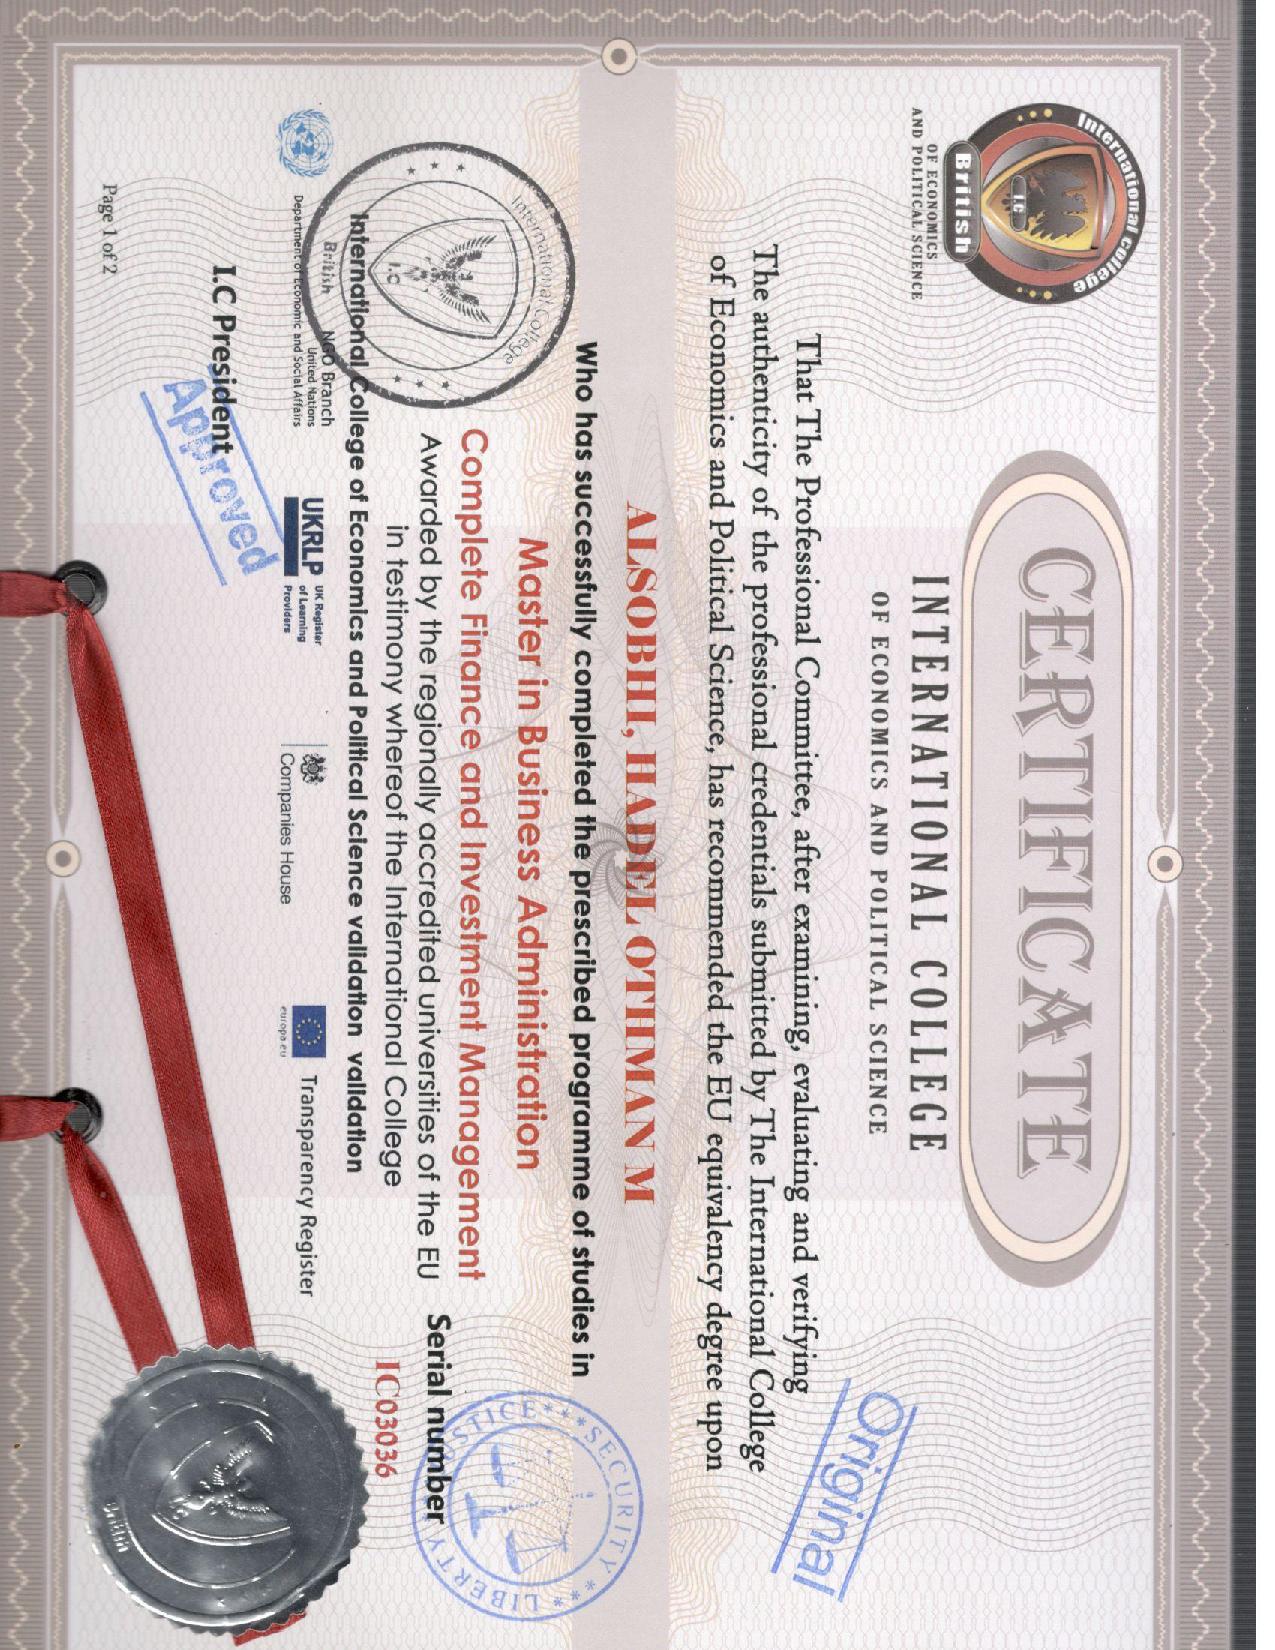 International college
I.C
British
OF ECONOMICS
AND POLITICAL SCIENCE
CERTIFICATE
INTERNATIONAL COLLEGE
OF ECONOMICS AND POLITICAL SCIENCE
Original
That The Professional Committee, after examining, evaluating and verifying
The authenticity of the professional credentials submitted by The International College
of Economics and Political Science, has recommended the EU equivalency degree upon
ALSOBHI, HADEL OTHMAN M
Who has successfully completed the prescribed programme of studies in
Master in Business Administration
Complete Finance and Investment Management
Awarded by the regionally accredited universities of the EU
in testimony whereof the International College
International College of Economics and Political Science validation validation
SECURITY ** LIBERTY ** JUSTICE ***
Serial number
IC03036
International College
I.C
British
NGO Branch
United Nations
Department of Economic and Social Affairs
UKRLP
UK Register
of Learning
Providers
Companies House
europa.eu
Transparency Register
I.C President
Approved
British
Page 1 of 2